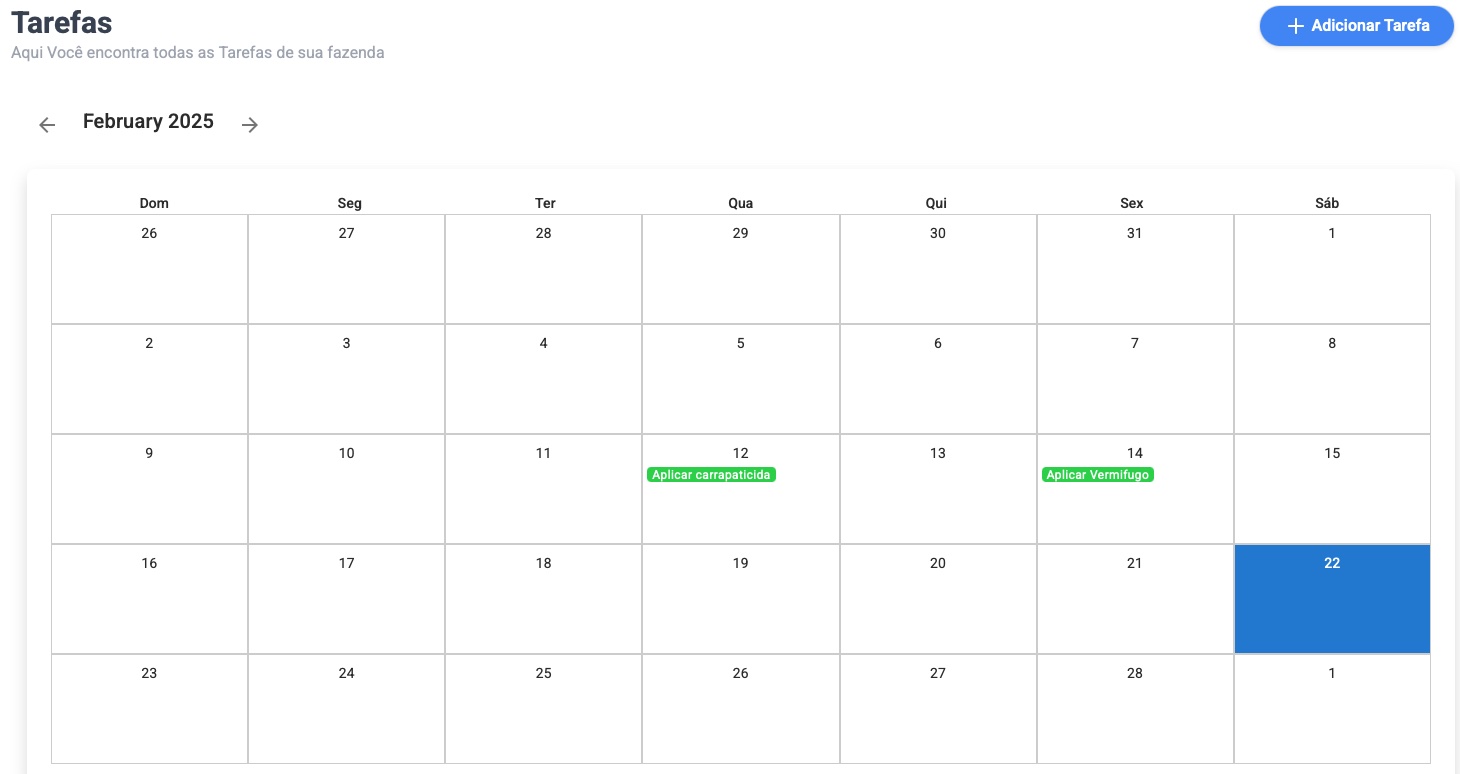 Tarefas
Adicionar Tarefa
Aqui Você encontra todas as Tarefas de sua fazenda
February 2025
Dom Seg Ter Qua Qui Sex Sáb
26 27 28 29 30 31 1
2 3 4 5 6 7 8
9 10 11 12 13 14 15
Aplicar carrapaticida Aplicar Vermifugo
16 17 18 19 20 21 22
23 24 25 26 27 28 1